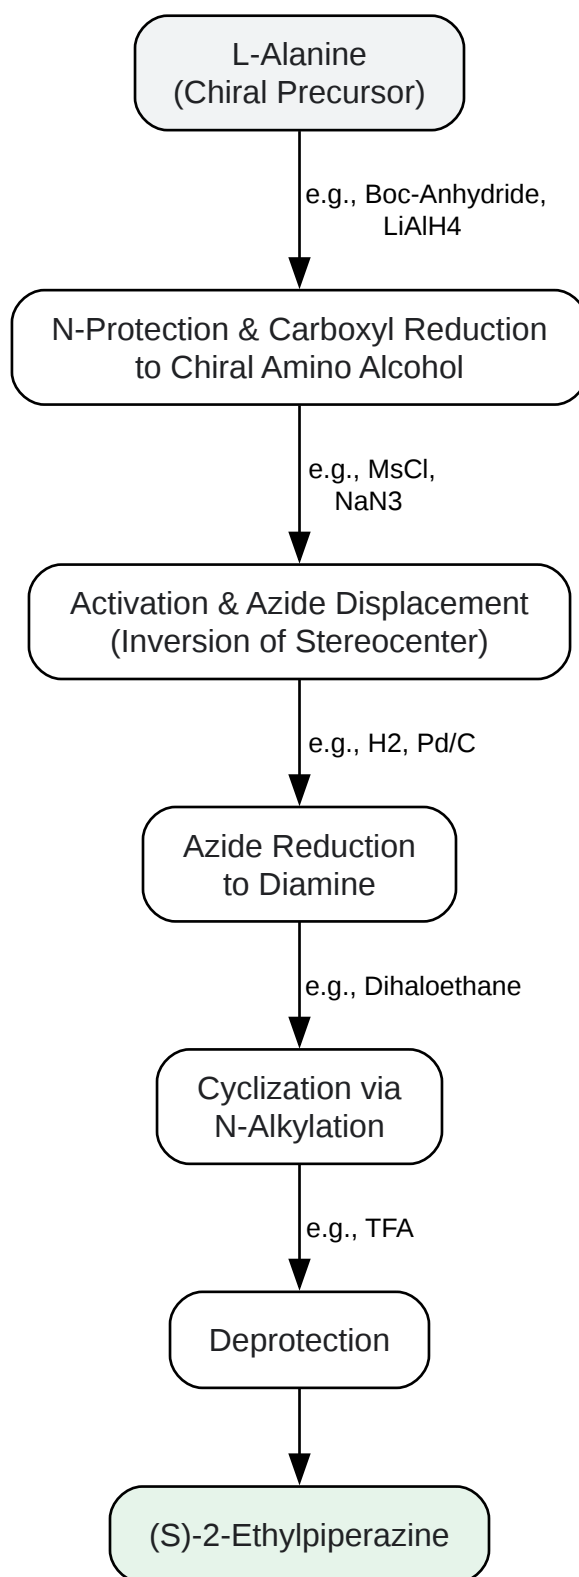 L-Alanine
(Chiral Precursor)
e.g., Boc-Anhydride,
LiAlH4
N-Protection & Carboxyl Reduction
to Chiral Amino Alcohol
e.g., MsCl,
NaN3
Activation & Azide Displacement
(Inversion of Stereocenter)
e.g., H2, Pd/C
Azide Reduction
to Diamine
e.g., Dihaloethane
Cyclization via
N-Alkylation
e.g., TFA
Deprotection
(S)-2-Ethylpiperazine